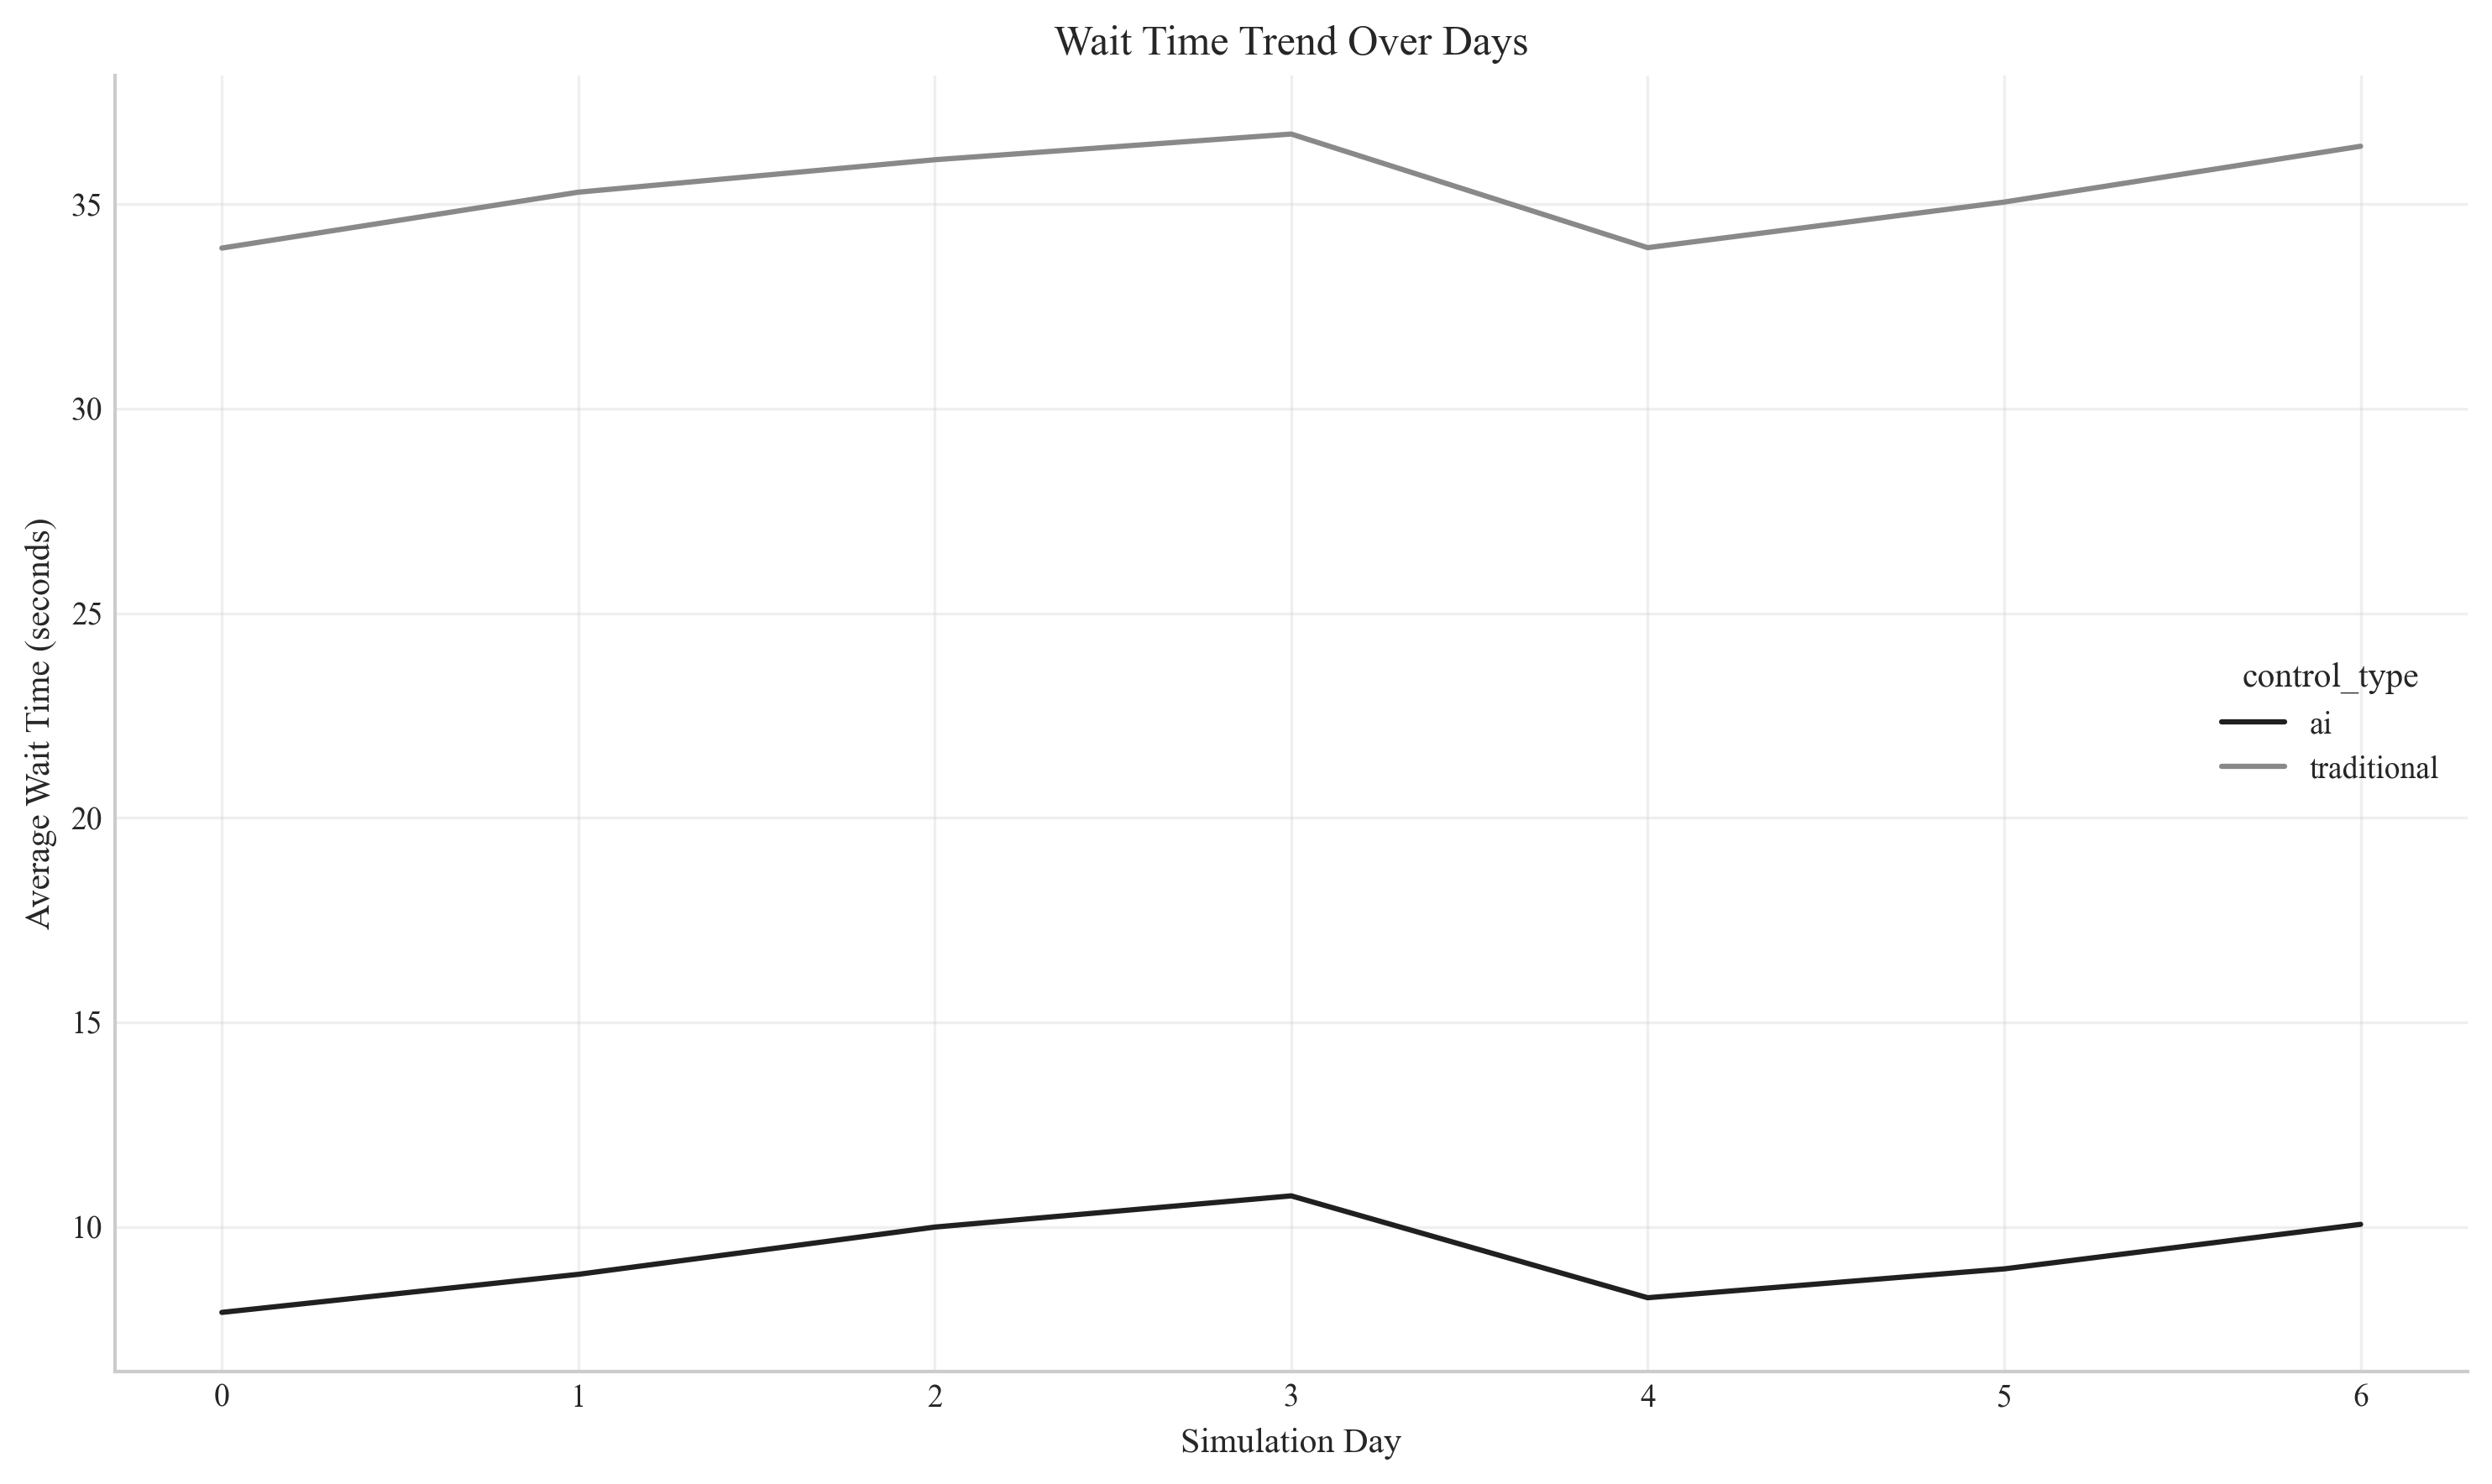 Wait Time Trend Over Days
Average Wait Time (seconds)
35
30
25
20
15
10
control_type
ai
traditional
0 1 2 3 4 5 6
Simulation Day